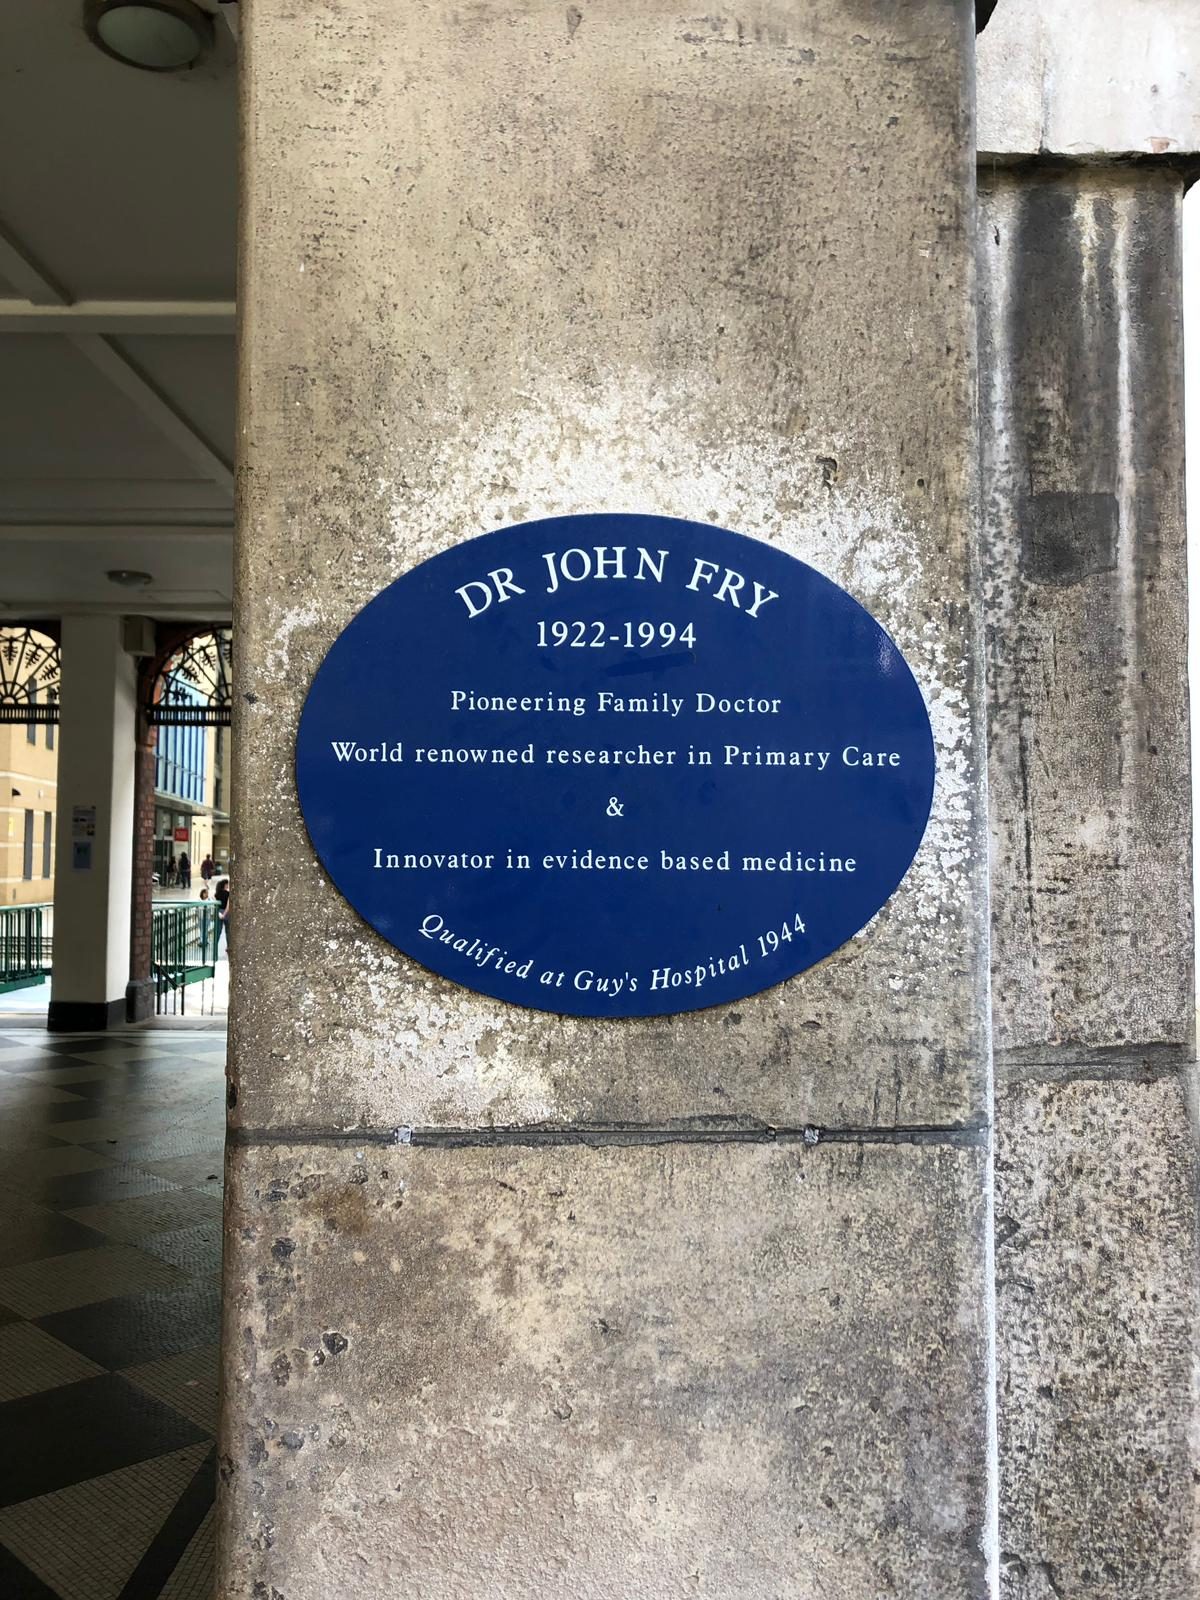 DR JOHN FRY
1922-1994
Pioneering Family Doctor
World renowned researcher in Primary Care
&
Innovator in evidence based medicine
Qualified at Guy's Hospital 1944